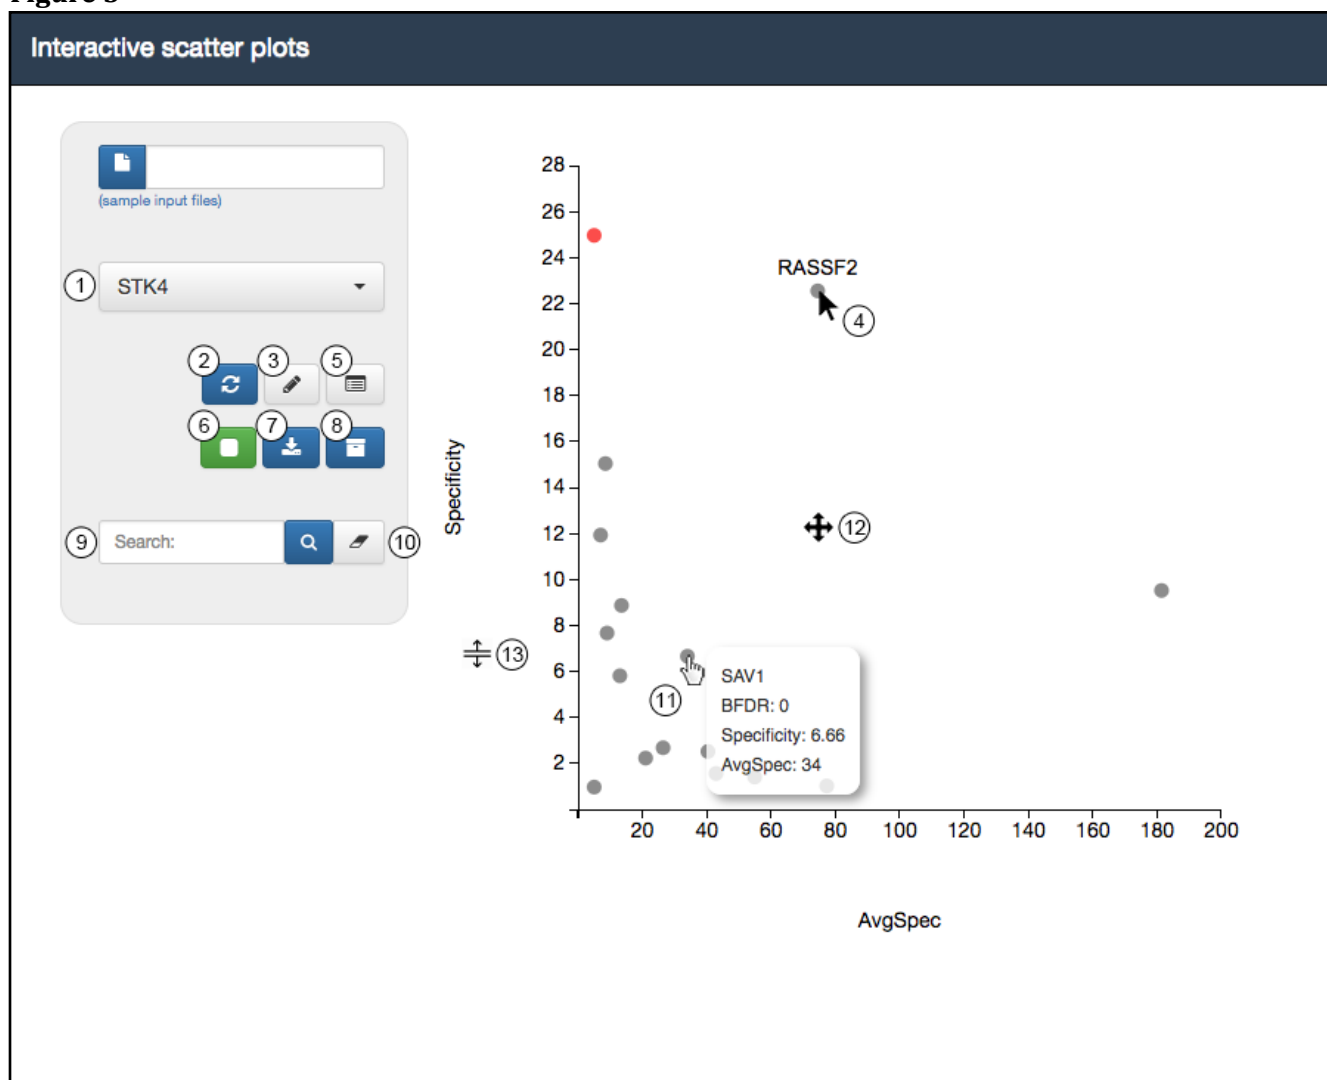 Interactive scatter plots
(sample input files)
1 STK4
2 3 5
6 7 8
9 Search: 10
28
26
24
22
20
18
16
14
12
10
8
6
4
2
Specificity
RASSF2
4
12
13
11
SAV1
BFDR: 0
Specificity: 6.66
AvgSpec: 34
20 40 60 80 100 120 140 160 180 200
AvgSpec